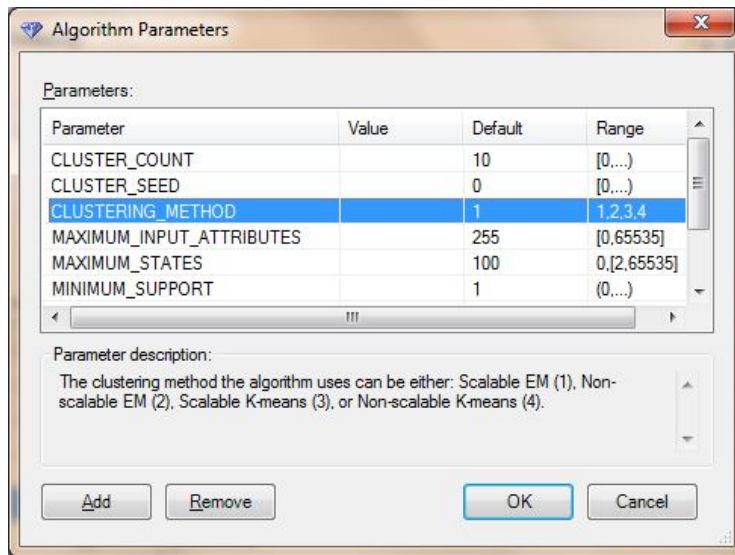 Algorithm Parameters
Parameters:
Parameter Value Default Range
CLUSTER_COUNT 10 [0,...)
CLUSTER_SEED 0 [0,...)
CLUSTERING_METHOD 1 1,2,3,4
MAXIMUM_INPUT_ATTRIBUTES 255 [0,65535]
MAXIMUM_STATES 100 0,[2,65535]
MINIMUM_SUPPORT 1 (0,...)
Parameter description:
The clustering method the algorithm uses can be either: Scalable EM (1), Non-
scalable EM (2), Scalable K-means (3), or Non-scalable K-means (4).
Add Remove OK Cancel